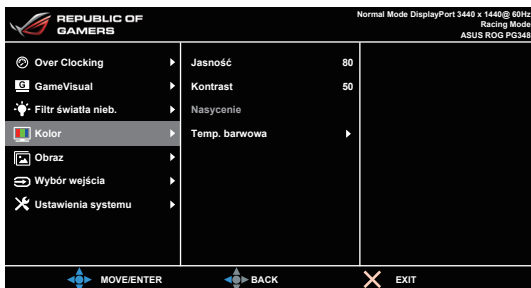 REPUBLIC OF
GAMERS
Normal Mode DisplayPort 3440 x 1440@ 60Hz
Racing Mode
ASUS ROG PG348
Over Clocking
GameVisual
Filtr światła nieb.
Kolor
Obraz
Wybór wejścia
Ustawienia systemu
Jasność 80
Kontrast 50
Nasycenie
Temp. barwowa
MOVE/ENTER BACK EXIT